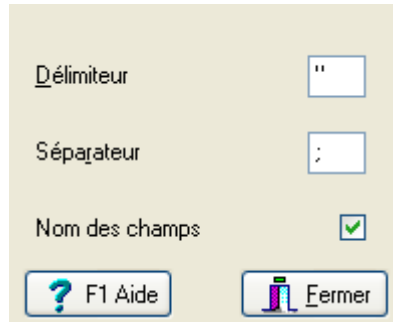 Délimiteur "
Séparateur ;
Nom des champs
F1 Aide Fermer